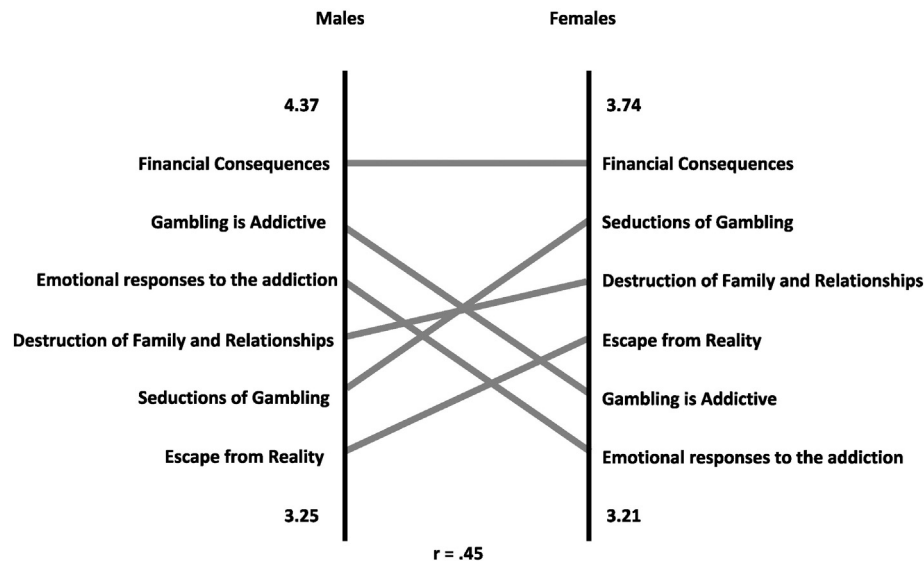 Males Females
4.37 3.74
Financial Consequences Financial Consequences
Gambling is Addictive Seductions of Gambling
Emotional responses to the addiction Destruction of Family and Relationships
Destruction of Family and Relationships Escape from Reality
Seductions of Gambling Gambling is Addictive
Escape from Reality Emotional responses to the addiction
3.25 3.21
r = .45